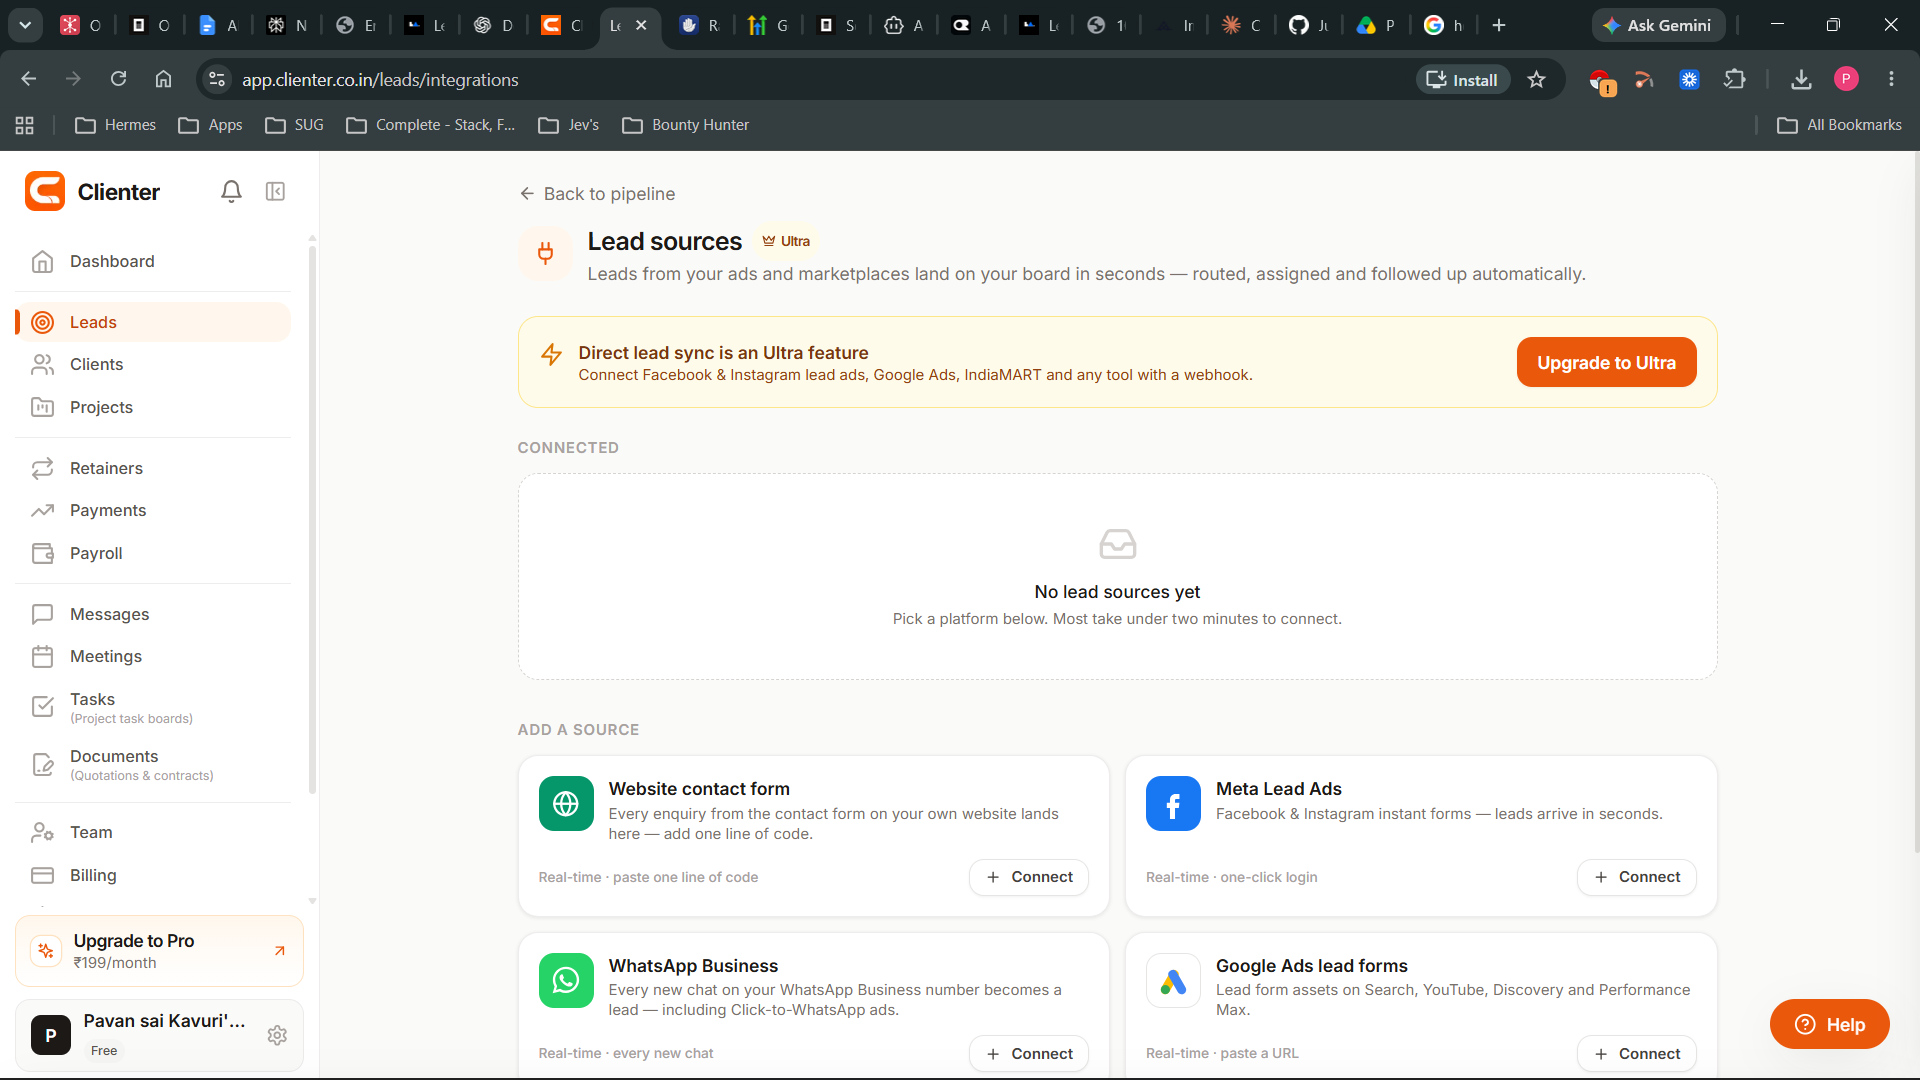 app.clienter.co.in/leads/integrations
Install
Ask Gemini
Hermes
Apps
SUG
Complete - Stack, F...
Jev's
Bounty Hunter
All Bookmarks
Clienter
Dashboard
Leads
Clients
Projects
Retainers
Payments
Payroll
Messages
Meetings
Tasks
(Project task boards)
Documents
(Quotations & contracts)
Team
Billing
Upgrade to Pro
₹199/month
P
Pavan sai Kavuri'...
Free
Back to pipeline
Lead sources
Ultra
Leads from your ads and marketplaces land on your board in seconds — routed, assigned and followed up automatically.
Direct lead sync is an Ultra feature
Connect Facebook & Instagram lead ads, Google Ads, IndiaMART and any tool with a webhook.
Upgrade to Ultra
CONNECTED
No lead sources yet
Pick a platform below. Most take under two minutes to connect.
ADD A SOURCE
Website contact form
Every enquiry from the contact form on your own website lands
here — add one line of code.
Real-time · paste one line of code
Connect
Meta Lead Ads
Facebook & Instagram instant forms — leads arrive in seconds.
Real-time · one-click login
Connect
WhatsApp Business
Every new chat on your WhatsApp Business number becomes a
lead — including Click-to-WhatsApp ads.
Real-time · every new chat
Connect
Google Ads lead forms
Lead form assets on Search, YouTube, Discovery and Performance
Max.
Real-time · paste a URL
Connect
Help